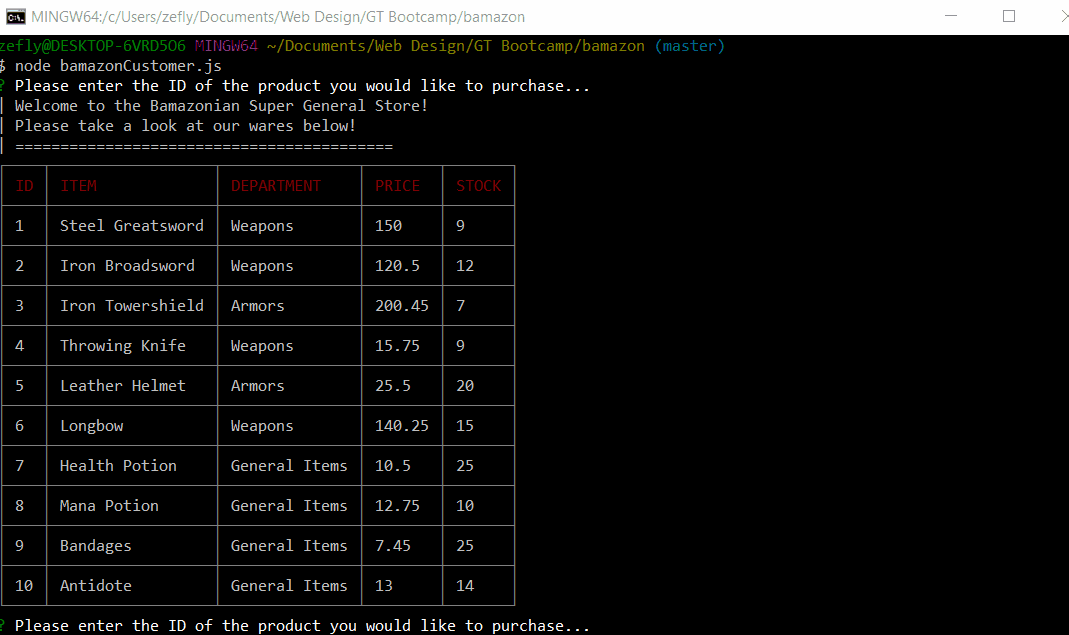 MINGW64:/c/Users/zefly/Documents/Web Design/GT Bootcamp/bamazon
zefly@DESKTOP-6VRD5O6 MINGW64 ~/Documents/Web Design/GT Bootcamp/bamazon (master)
$ node bamazonCustomer.js
? Please enter the ID of the product you would like to purchase...
| Welcome to the Bamazonian Super General Store!
| Please take a look at our wares below!
| ==========================================
ID ITEM DEPARTMENT PRICE STOCK
1 Steel Greatsword Weapons 150 9
2 Iron Broadsword Weapons 120.5 12
3 Iron Towershield Armors 200.45 7
4 Throwing Knife Weapons 15.75 9
5 Leather Helmet Armors 25.5 20
6 Longbow Weapons 140.25 15
7 Health Potion General Items 10.5 25
8 Mana Potion General Items 12.75 10
9 Bandages General Items 7.45 25
10 Antidote General Items 13 14
? Please enter the ID of the product you would like to purchase...